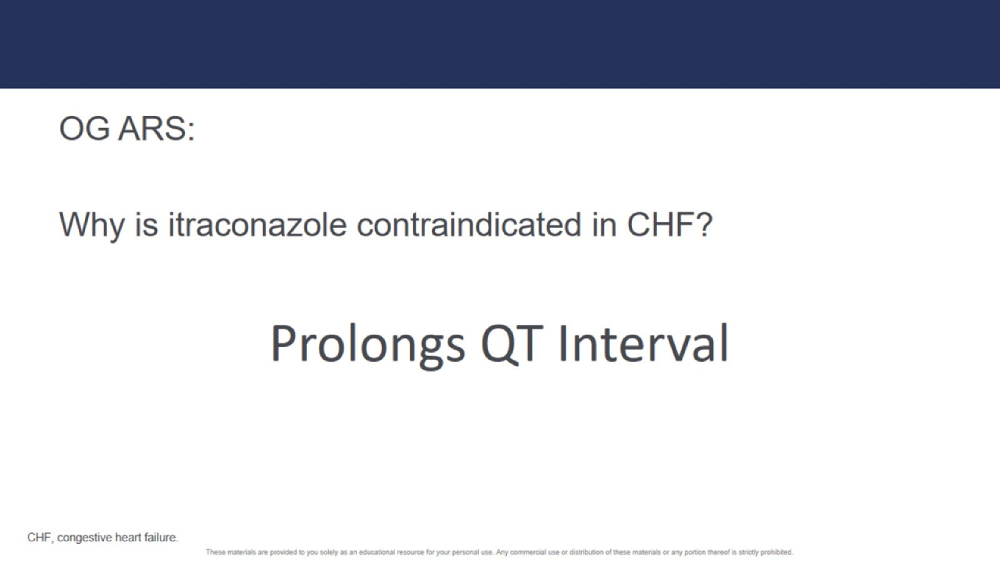 OG ARS:
Why is itraconazole contraindicated in CHF?
Prolongs QT Interval
CHF, congestive heart failure.
These materials are provided to you solely as an educational resource for your personal use. Any commercial use or distribution of these materials or any portion thereof is strictly prohibited.